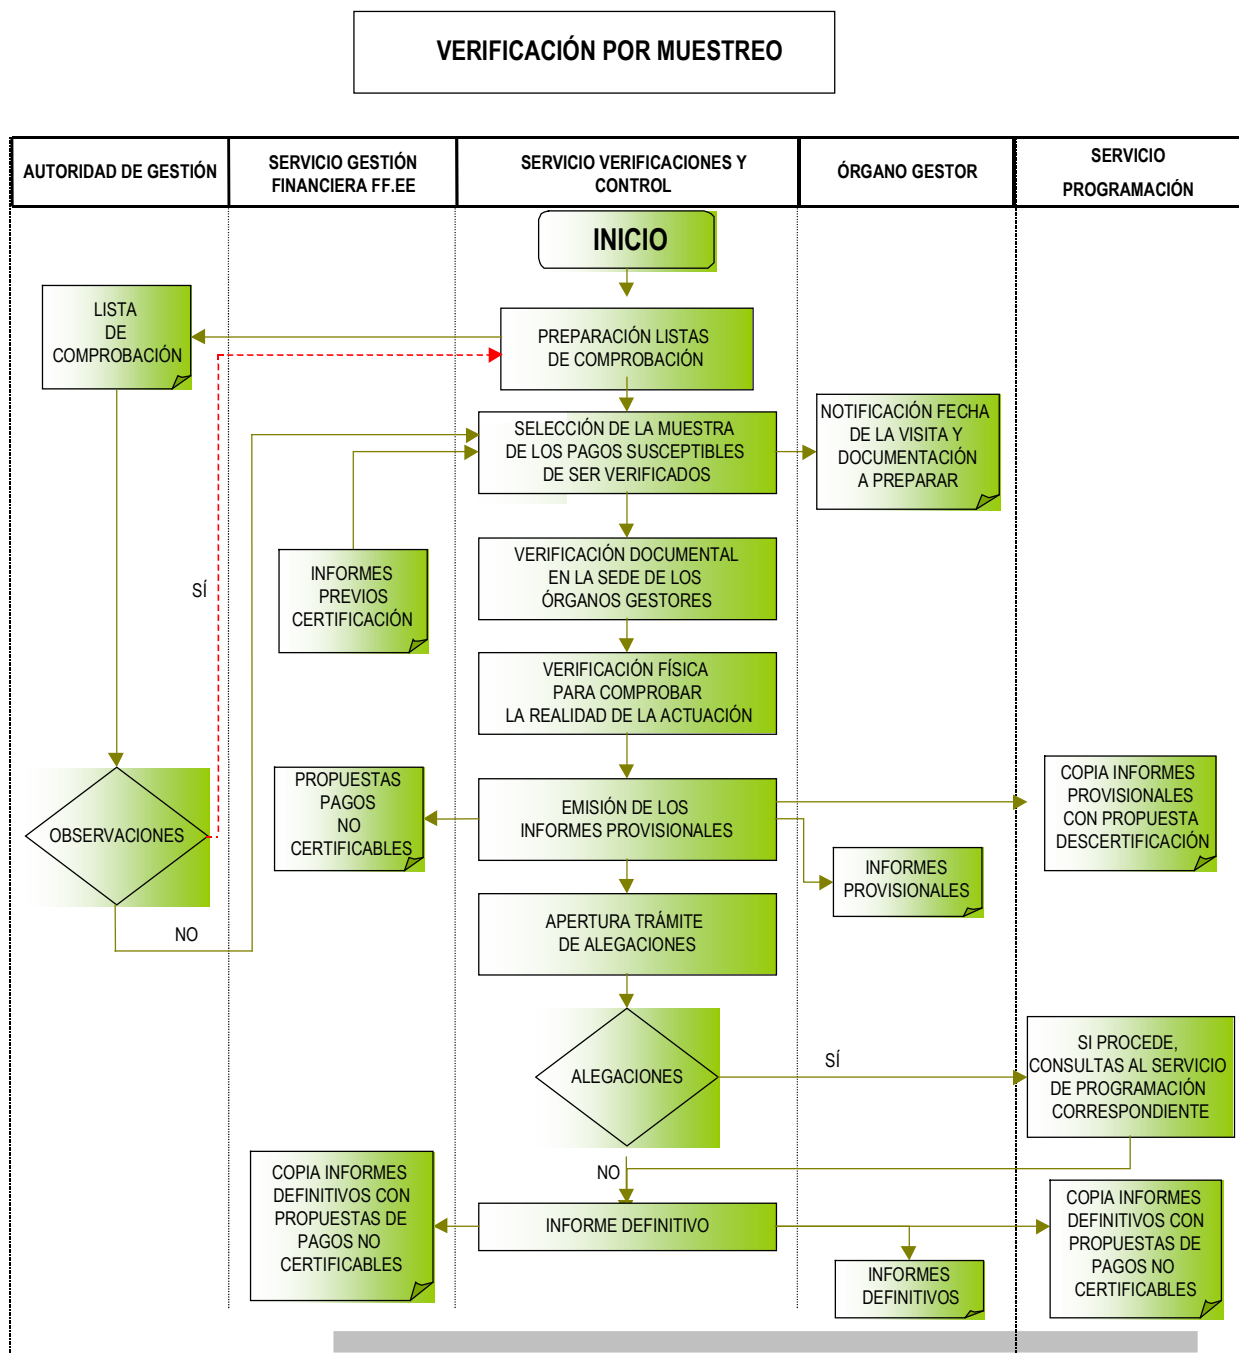 VERIFICACIÓN POR MUESTREO
AUTORIDAD DE GESTIÓN
SERVICIO GESTIÓN
FINANCIERA FF.EE
SERVICIO VERIFICACIONES Y
CONTROL
ÓRGANO GESTOR
SERVICIO
PROGRAMACIÓN
INICIO
LISTA
DE
COMPROBACIÓN
PREPARACIÓN LISTAS
DE COMPROBACIÓN
SELECCIÓN DE LA MUESTRA
DE LOS PAGOS SUSCEPTIBLES
DE SER VERIFICADOS
NOTIFICACIÓN FECHA
DE LA VISITA Y
DOCUMENTACIÓN
A PREPARAR
INFORMES
PREVIOS
CERTIFICACIÓN
VERIFICACIÓN DOCUMENTAL
EN LA SEDE DE LOS
ÓRGANOS GESTORES
SÍ
VERIFICACIÓN FÍSICA
PARA COMPROBAR
LA REALIDAD DE LA ACTUACIÓN
OBSERVACIONES
PROPUESTAS
PAGOS
NO
CERTIFICABLES
EMISIÓN DE LOS
INFORMES PROVISIONALES
COPIA INFORMES
PROVISIONALES
CON PROPUESTA
DESCERTIFICACIÓN
INFORMES
PROVISIONALES
NO
APERTURA TRÁMITE
DE ALEGACIONES
ALEGACIONES
SÍ
SI PROCEDE,
CONSULTAS AL SERVICIO
DE PROGRAMACIÓN
CORRESPONDIENTE
NO
COPIA INFORMES
DEFINITIVOS CON
PROPUESTAS DE
PAGOS NO
CERTIFICABLES
INFORME DEFINITIVO
INFORMES
DEFINITIVOS
COPIA INFORMES
DEFINITIVOS CON
PROPUESTAS DE
PAGOS NO
CERTIFICABLES